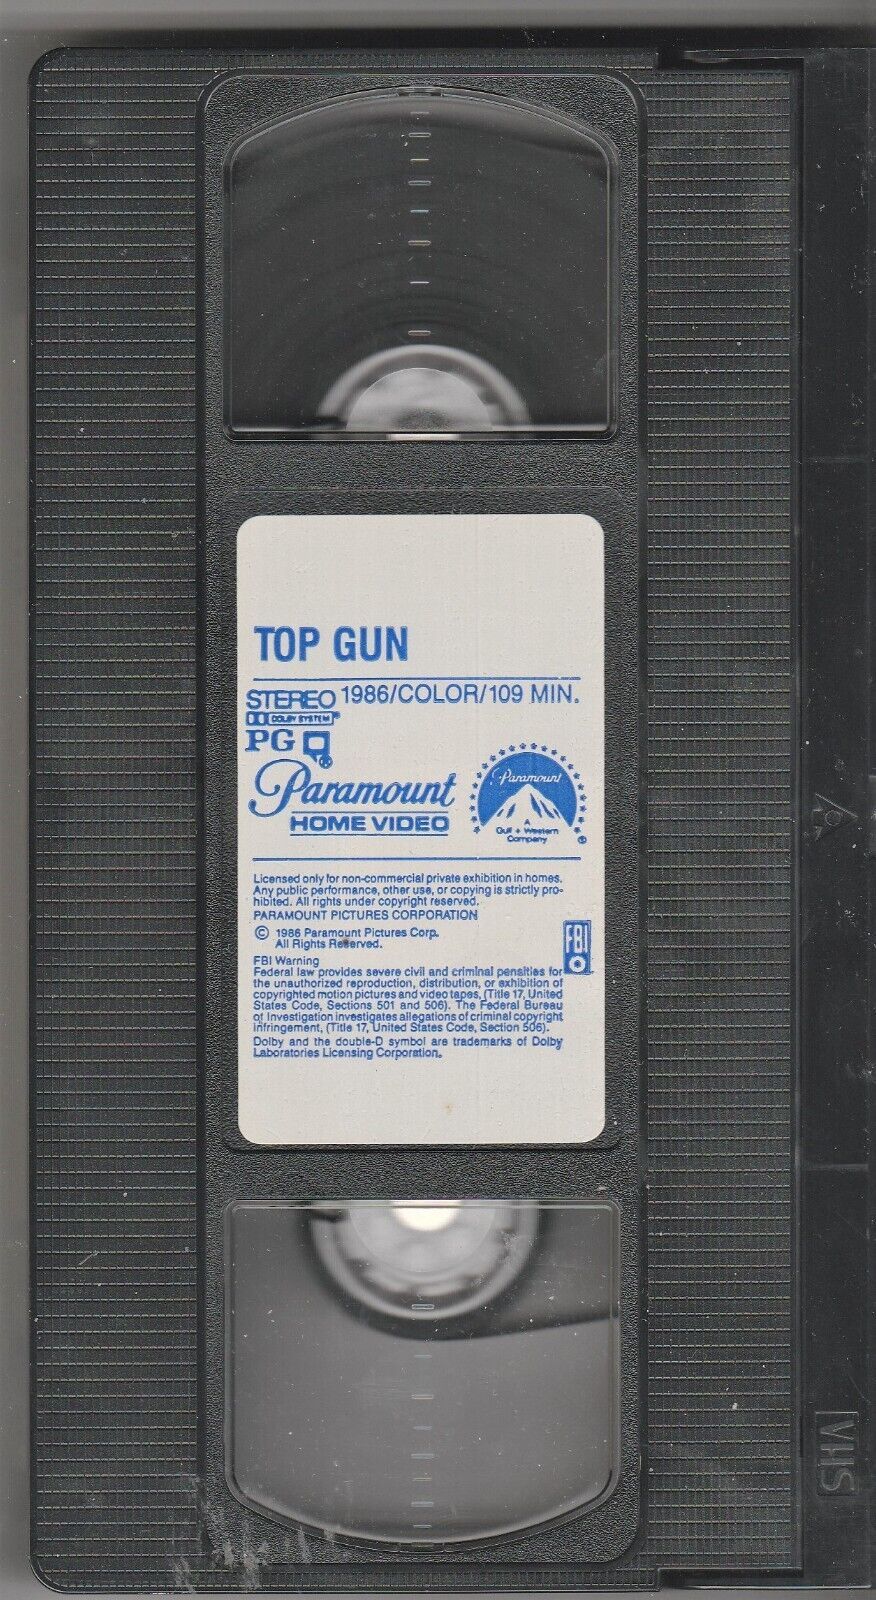 TOP GUN
STEREO 1986/COLOR/109 MIN.
DOLBY SYSTEM®
PG
Paramount
HOME VIDEO
Paramount
A
Gulf + Western
Company
Licensed only for non-commercial private exhibition in homes.
Any public performance, other use, or copying is strictly pro-
hibited. All rights under copyright reserved.
PARAMOUNT PICTURES CORPORATION
© 1986 Paramount Pictures Corp.
All Rights Reserved.
FBI
FBI Warning
Federal law provides severe civil and criminal penalties for
the unauthorized reproduction, distribution, or exhibition of
copyrighted motion pictures and video tapes, (Title 17, United
States Code, Sections 501 and 506). The Federal Bureau
of Investigation investigates allegations of criminal copyright
infringement, (Title 17, United States Code, Section 506).
Dolby and the double-D symbol are trademarks of Dolby
Laboratories Licensing Corporation.
VHS